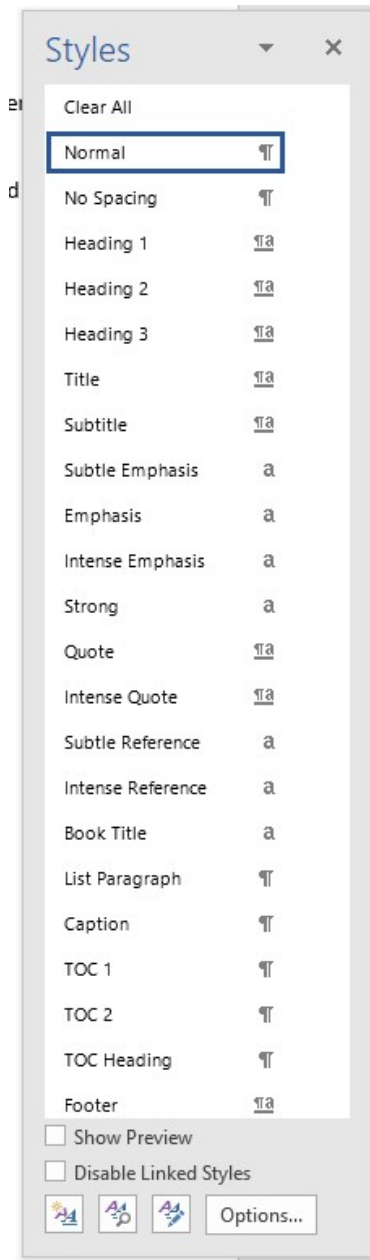 Styles
Clear All
Normal ¶
No Spacing ¶
Heading 1 ¶a
Heading 2 ¶a
Heading 3 ¶a
Title ¶a
Subtitle ¶a
Subtle Emphasis a
Emphasis a
Intense Emphasis a
Strong a
Quote ¶a
Intense Quote ¶a
Subtle Reference a
Intense Reference a
Book Title a
List Paragraph ¶
Caption ¶
TOC 1 ¶
TOC 2 ¶
TOC Heading ¶
Footer ¶a
Show Preview
Disable Linked Styles
Options...